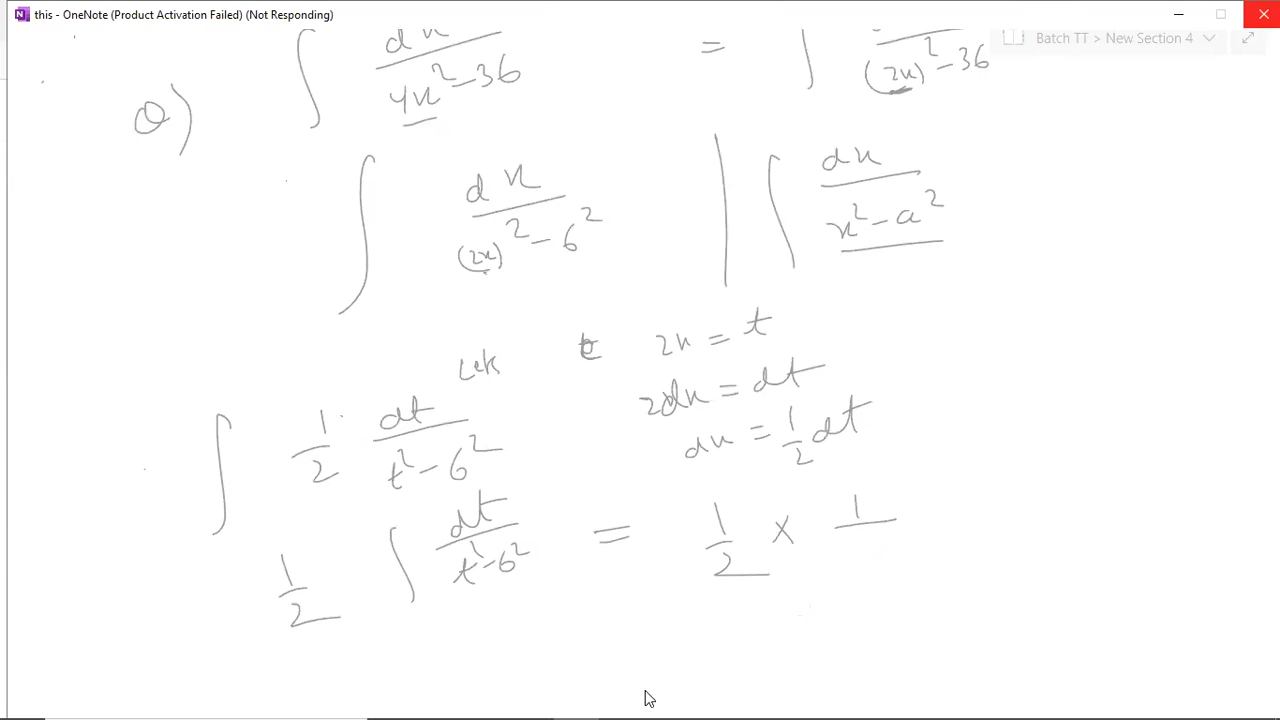 this - OneNote (Product Activation Failed) (Not Responding)
Batch TT > New Section 4
Q) ∫ dx/(4x² - 36) = ∫ /((2x)² - 36)
∫ dx/((2x)² - 6²) | ∫ dx/(x² - a²)
Let 2x = t
2dx = dt
dx = 1/2 dt
∫ 1/2 · dt/(t² - 6²)
1/2 ∫ dt/(t² - 6²) = 1/2 × 1/